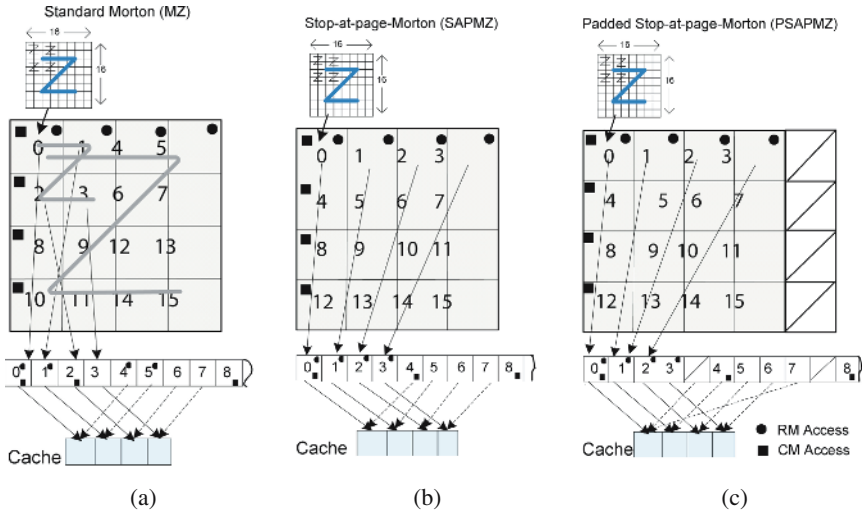 Standard Morton (MZ)
16
16
0 1 4 5
2 3 6 7
8 9 12 13
10 11 14 15
0 1 2 3 4 5 6 7 8
Cache
(a)
Stop-at-page-Morton (SAPMZ)
16
16
0 1 2 3
4 5 6 7
8 9 10 11
12 13 14 15
0 1 2 3 4 5 6 7 8
Cache
(b)
Padded Stop-at-page-Morton (PSAPMZ)
16
16
0 1 2 3
4 5 6 7
8 9 10 11
12 13 14 15
0 1 2 3 4 5 6 7 8
Cache
RM Access
CM Access
(c)